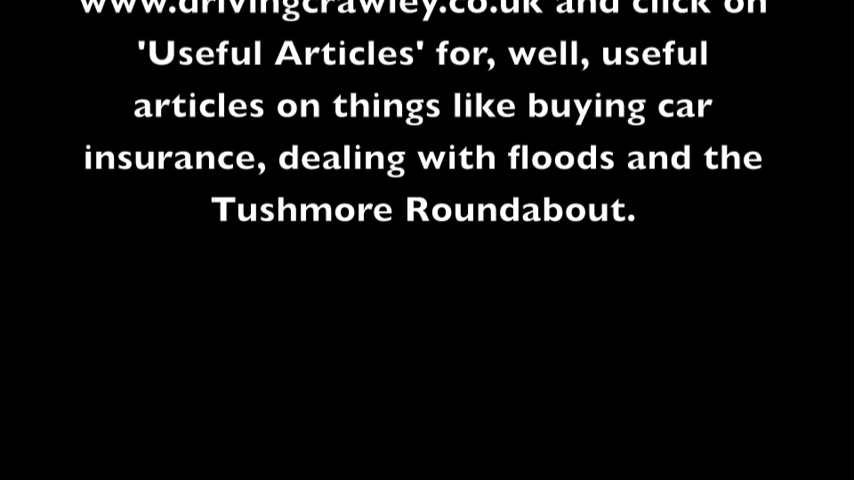 www.drivingcrawley.co.uk and click on
'Useful Articles' for, well, useful
articles on things like buying car
insurance, dealing with floods and the
Tushmore Roundabout.